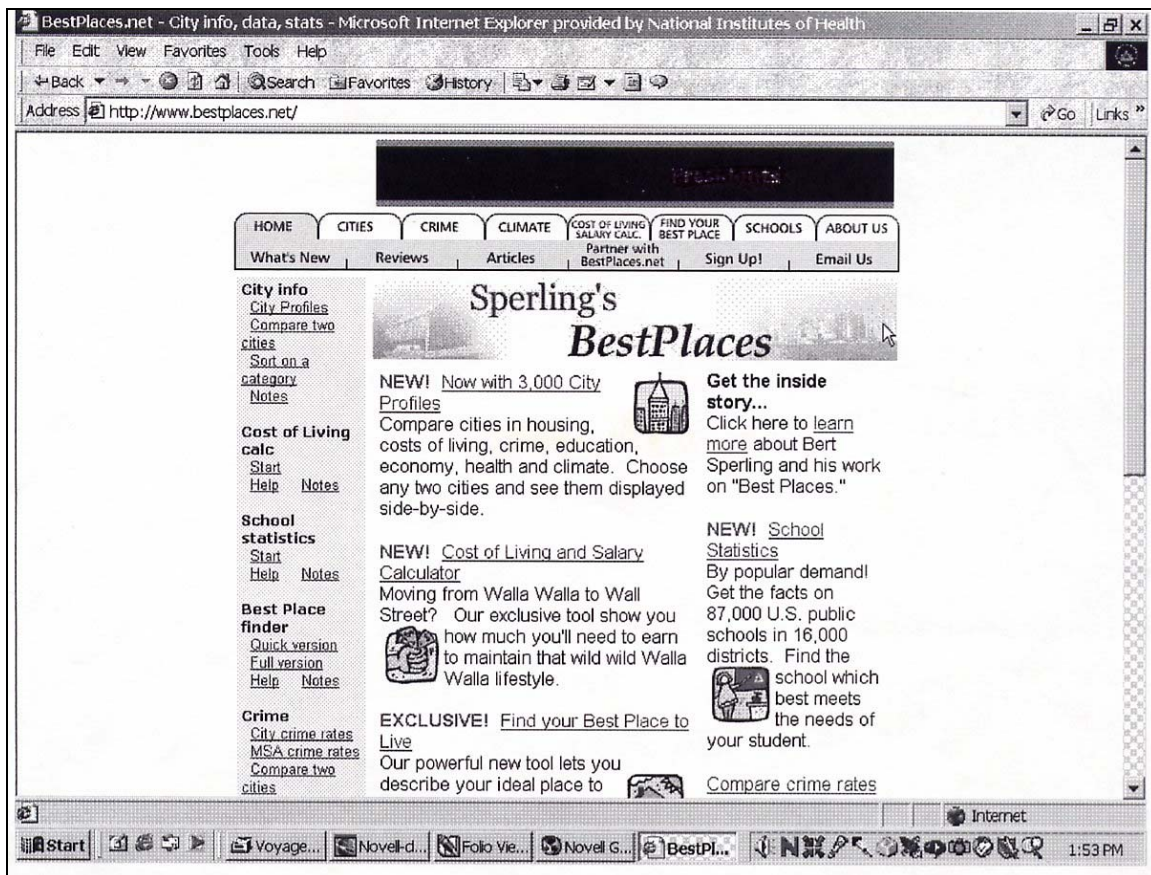 BestPlaces.net - City info, data, stats - Microsoft Internet Explorer provided by National Institutes of Health
File Edit View Favorites Tools Help
Back Search Favorites History
Address http://www.bestplaces.net/ Go Links »
HOME CITIES CRIME CLIMATE COST OF LIVING SALARY CALC. FIND YOUR BEST PLACE SCHOOLS ABOUT US
What's New Reviews Articles Partner with BestPlaces.net Sign Up! Email Us
City info
City Profiles
Compare two
cities
Sort on a
category
Notes
Cost of Living
calc
Start
Help Notes
School
statistics
Start
Help Notes
Best Place
finder
Quick version
Full version
Help Notes
Crime
City crime rates
MSA crime rates
Compare two
cities
Sperling's
BestPlaces
NEW! Now with 3,000 City
Profiles
Compare cities in housing,
costs of living, crime, education,
economy, health and climate. Choose
any two cities and see them displayed
side-by-side.
NEW! Cost of Living and Salary
Calculator
Moving from Walla Walla to Wall
Street? Our exclusive tool show you
how much you'll need to earn
to maintain that wild wild Walla
Walla lifestyle.
EXCLUSIVE! Find your Best Place to
Live
Our powerful new tool lets you
describe your ideal place to
Get the inside
story...
Click here to learn
more about Bert
Sperling and his work
on "Best Places."
NEW! School
Statistics
By popular demand!
Get the facts on
87,000 U.S. public
schools in 16,000
districts. Find the
school which
best meets
the needs of
your student.
Compare crime rates
Internet
Start Voyage... Novell-d... Folio Vie... Novell G... BestPl... 1:53 PM